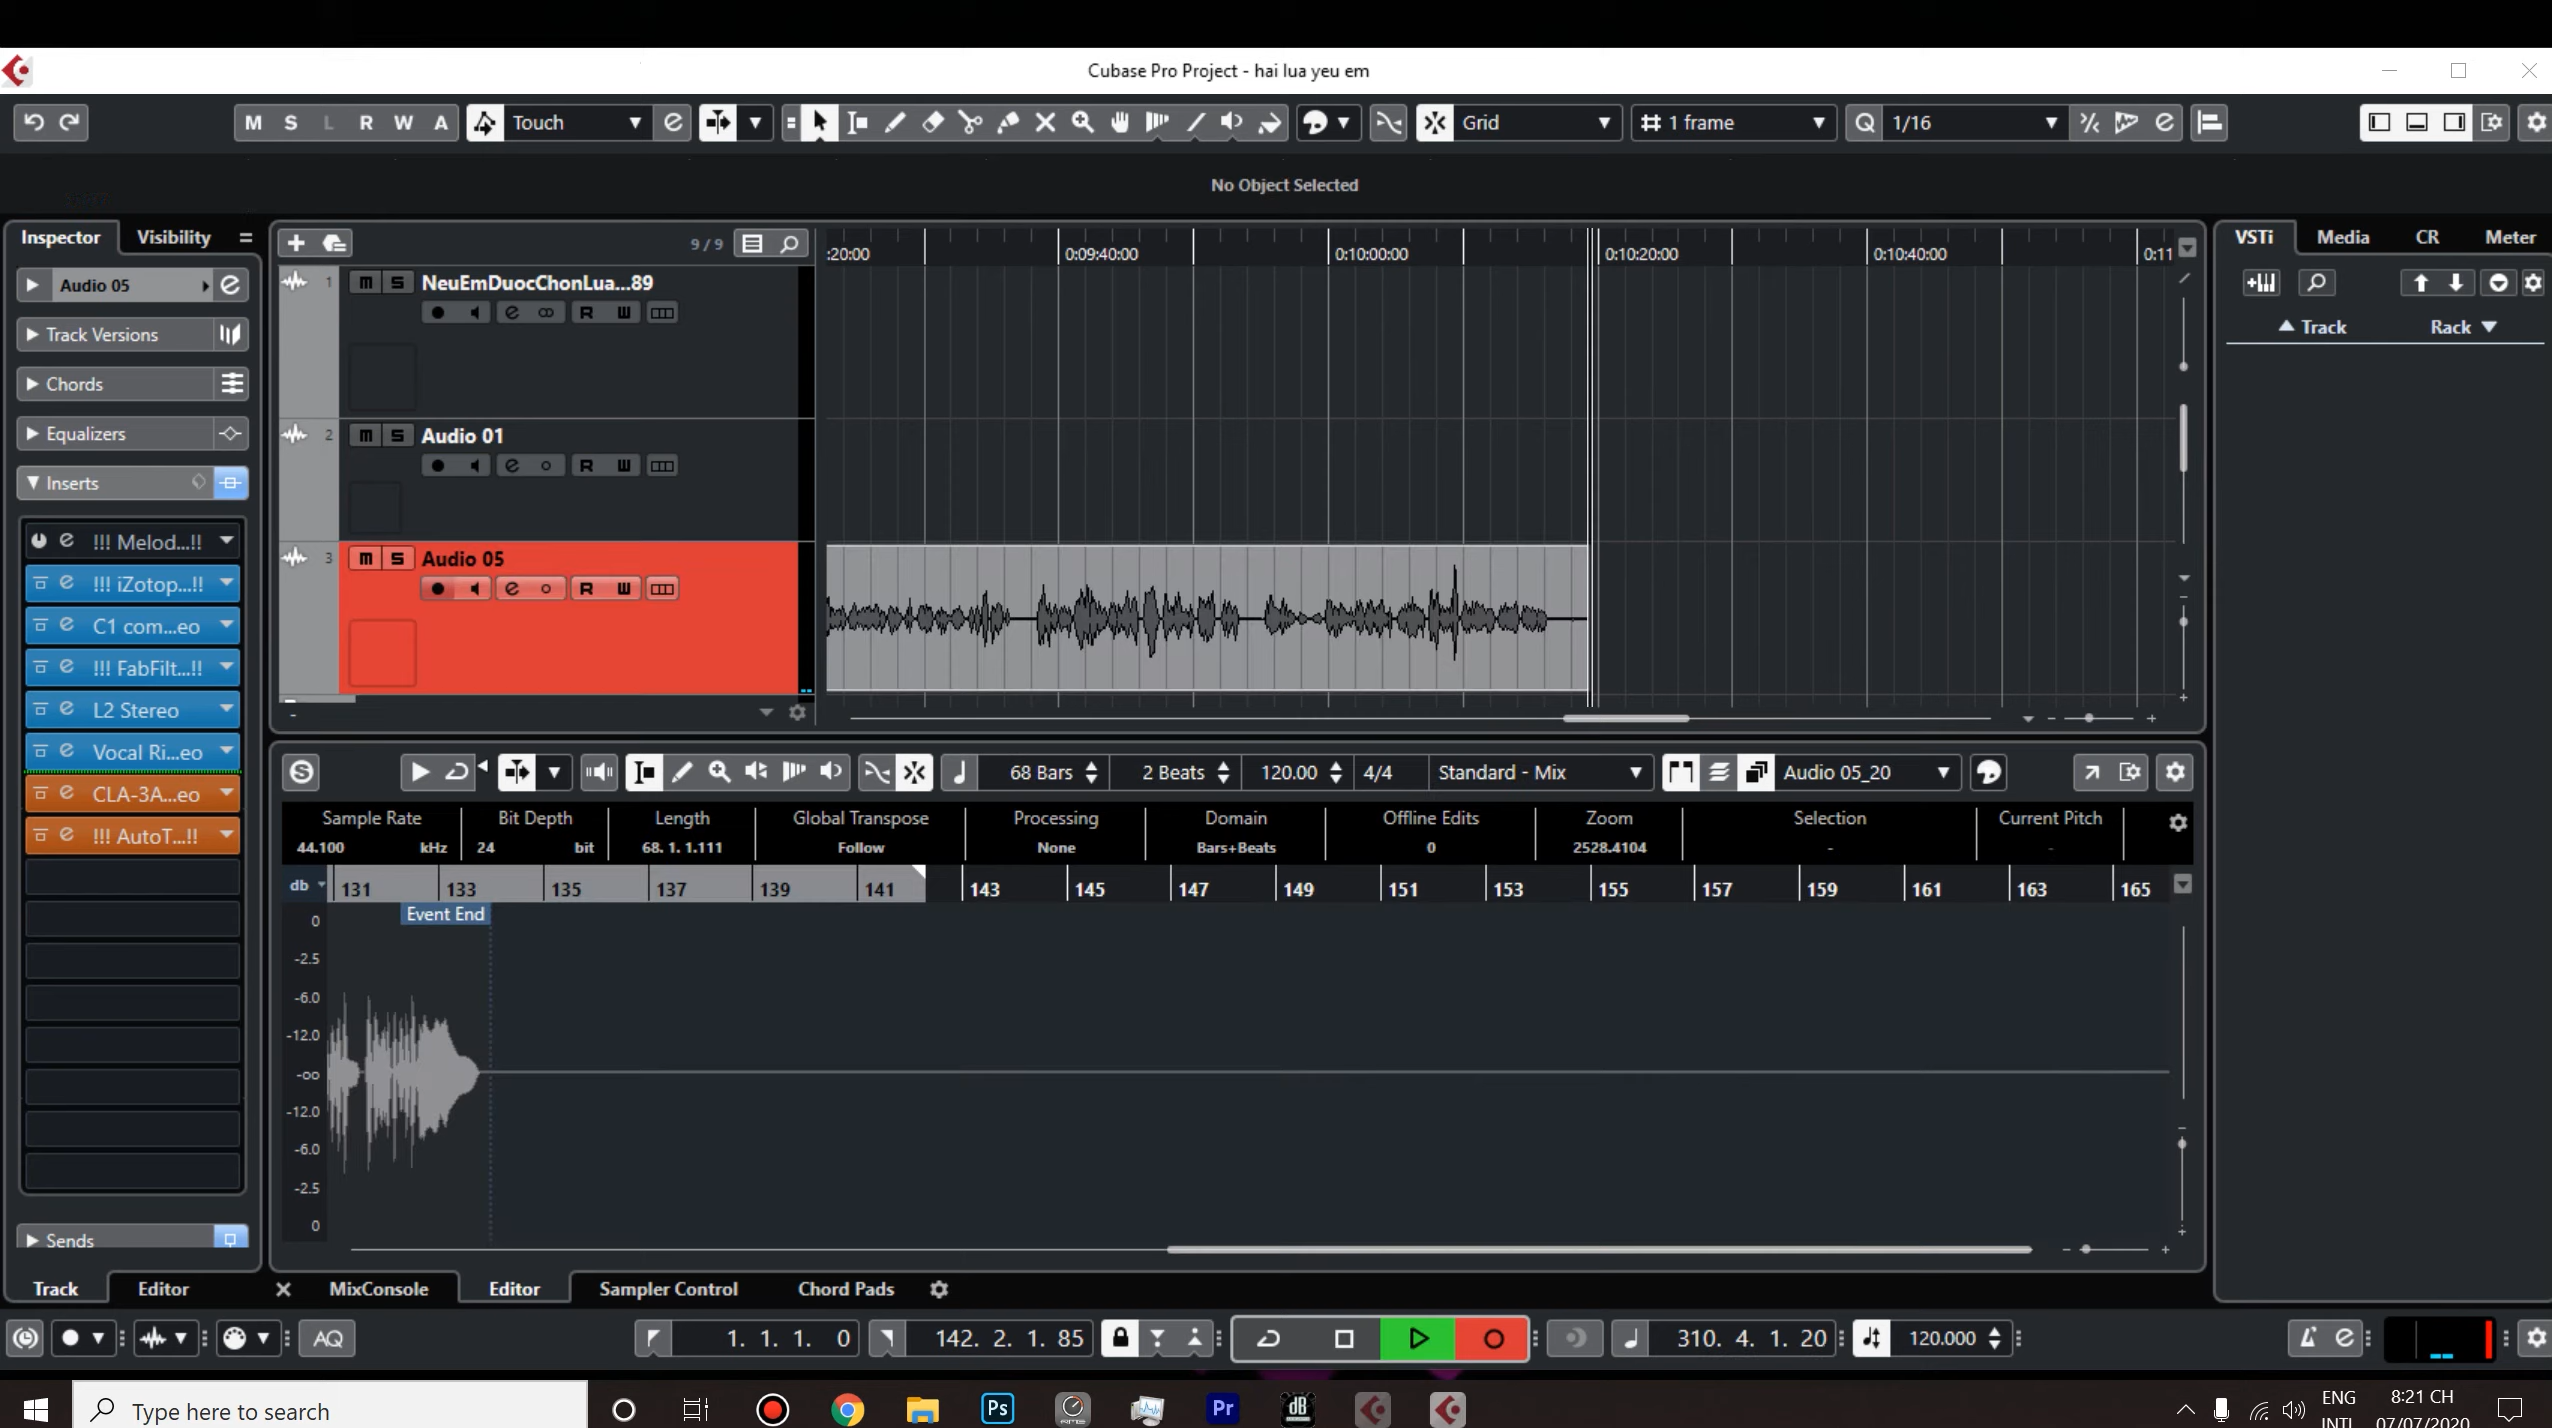 Cubase Pro Project - hai lua yeu em
M S L R W A Touch Grid 1 frame Q 1/16
No Object Selected
Inspector Visibility
9 / 9
:20:00 0:09:40:00 0:10:00:00 0:10:20:00 0:10:40:00 0:11
VSTi Media CR Meter
Audio 05
Track Versions
Chords
Equalizers
Inserts
!!! Melod...!!
!!! iZotop...!!
C1 com...eo
!!! FabFilt...!!
L2 Stereo
Vocal Ri...eo
CLA-3A...eo
!!! AutoT...!!
Sends
1 m S NeuEmDuocChonLua...89
R W
2 m S Audio 01
R W
3 m S Audio 05
R W
Track Rack
68 Bars 2 Beats 120.00 4/4 Standard - Mix Audio 05_20
Sample Rate Bit Depth Length Global Transpose Processing Domain Offline Edits Zoom Selection Current Pitch
44.100 kHz 24 bit 68. 1. 1.111 Follow None Bars+Beats 0 2528.4104 - -
db 131 133 135 137 139 141 143 145 147 149 151 153 155 157 159 161 163 165
Event End
0
-2.5
-6.0
-12.0
-oo
-12.0
-6.0
-2.5
0
Track Editor MixConsole Editor Sampler Control Chord Pads
AQ 1. 1. 1. 0 142. 2. 1. 85 310. 4. 1. 20 120.000
Type here to search
Ps Pr dB
ENG 8:21 CH
INTL 07/07/2020